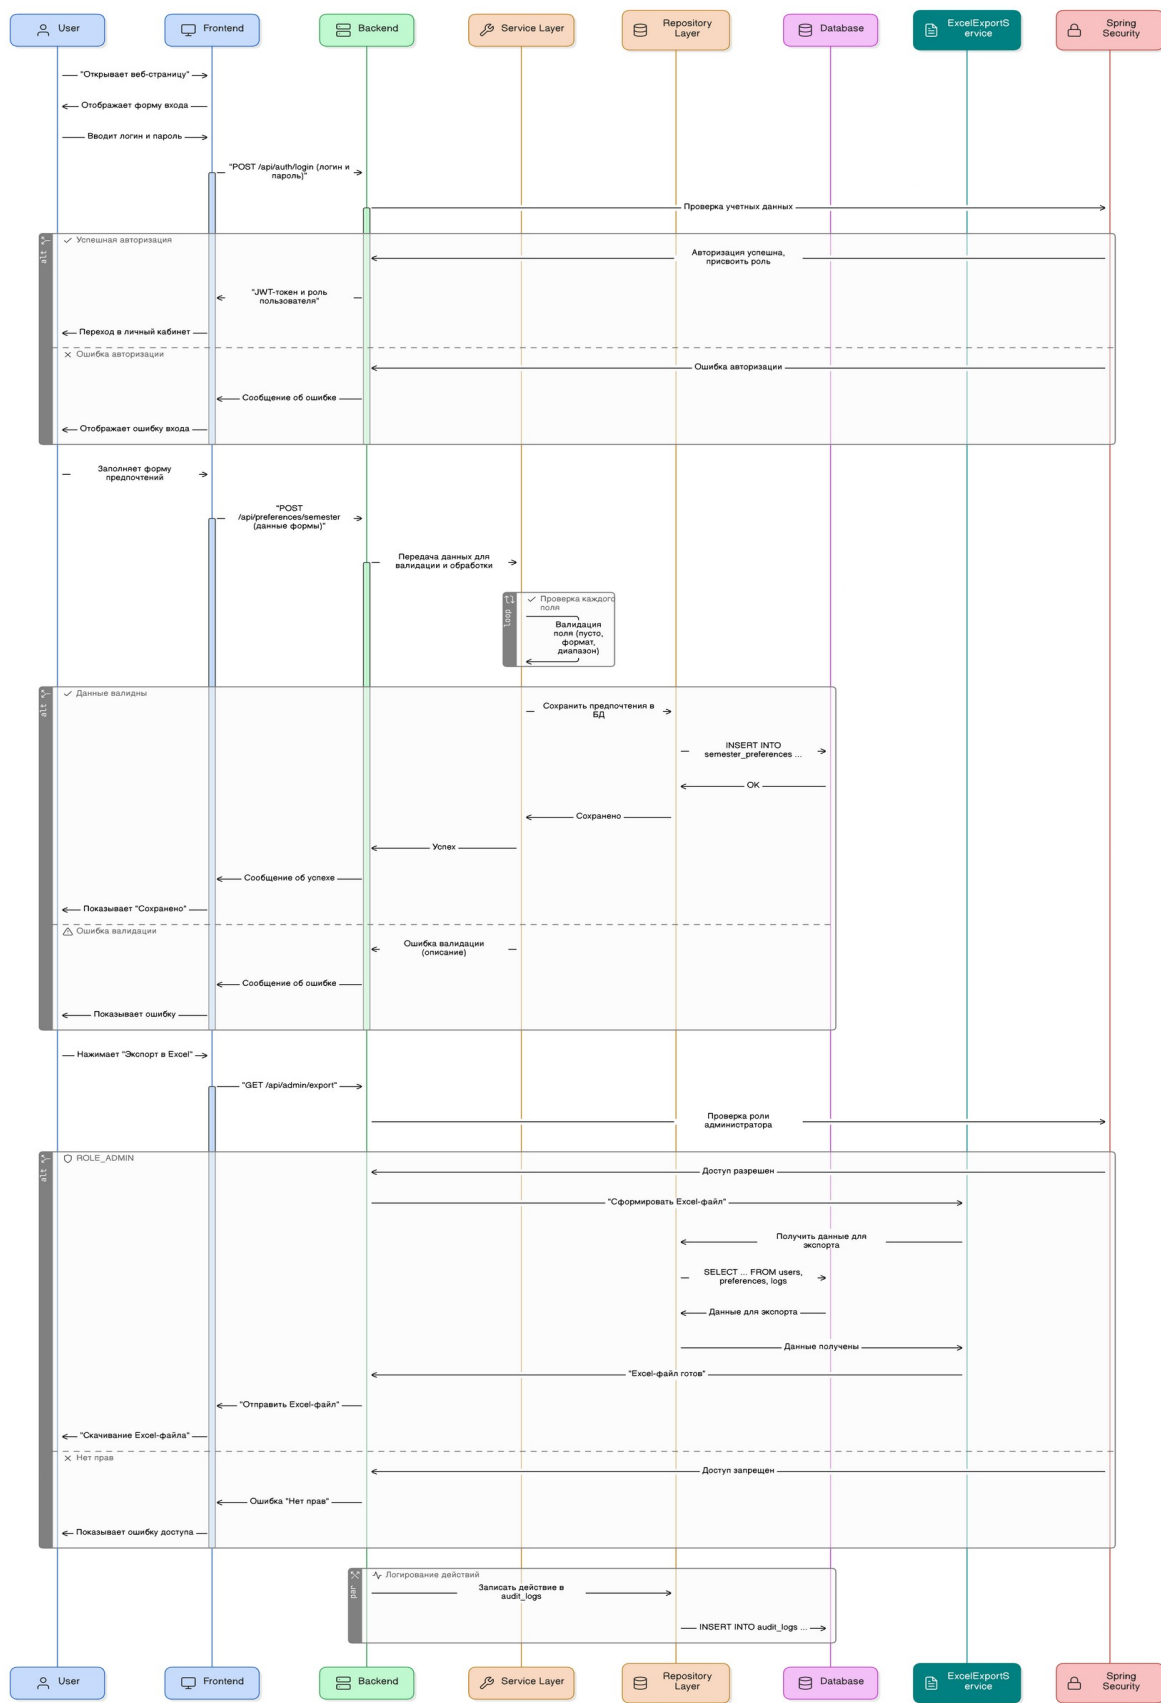 User
Frontend
Backend
Service Layer
Repository
Layer
Database
ExcelExportS
ervice
Spring
Security
"Открывает веб-страницу"
Отображает форму входа
Вводит логин и пароль
"POST /api/auth/login (логин и
пароль)"
Проверка учетных данных
alt
Успешная авторизация
Авторизация успешна,
присвоить роль
"JWT-токен и роль
пользователя"
Переход в личный кабинет
Ошибка авторизации
Ошибка авторизации
Сообщение об ошибке
Отображает ошибку входа
Заполняет форму
предпочтений
"POST
/api/preferences/semester
(данные формы)"
Передача данных для
валидации и обработки
loop
Проверка каждого
поля
Валидация
поля (пусто,
формат,
диапазон)
alt
Данные валидны
Сохранить предпочтения в
БД
INSERT INTO
semester_preferences ...
OK
Сохранено
Успех
Сообщение об успехе
Показывает "Сохранено"
Ошибка валидации
Ошибка валидации
(описание)
Сообщение об ошибке
Показывает ошибку
Нажимает "Экспорт в Excel"
"GET /api/admin/export"
Проверка роли
администратора
alt
ROLE_ADMIN
Доступ разрешен
"Сформировать Excel-файл"
Получить данные для
экспорта
SELECT ... FROM users,
preferences, logs
Данные для экспорта
Данные получены
"Excel-файл готов"
"Отправить Excel-файл"
"Скачивание Excel-файла"
Нет прав
Доступ запрещен
Ошибка "Нет прав"
Показывает ошибку доступа
par
Логирование действий
Записать действие в
audit_logs
INSERT INTO audit_logs ...
User
Frontend
Backend
Service Layer
Repository
Layer
Database
ExcelExportS
ervice
Spring
Security